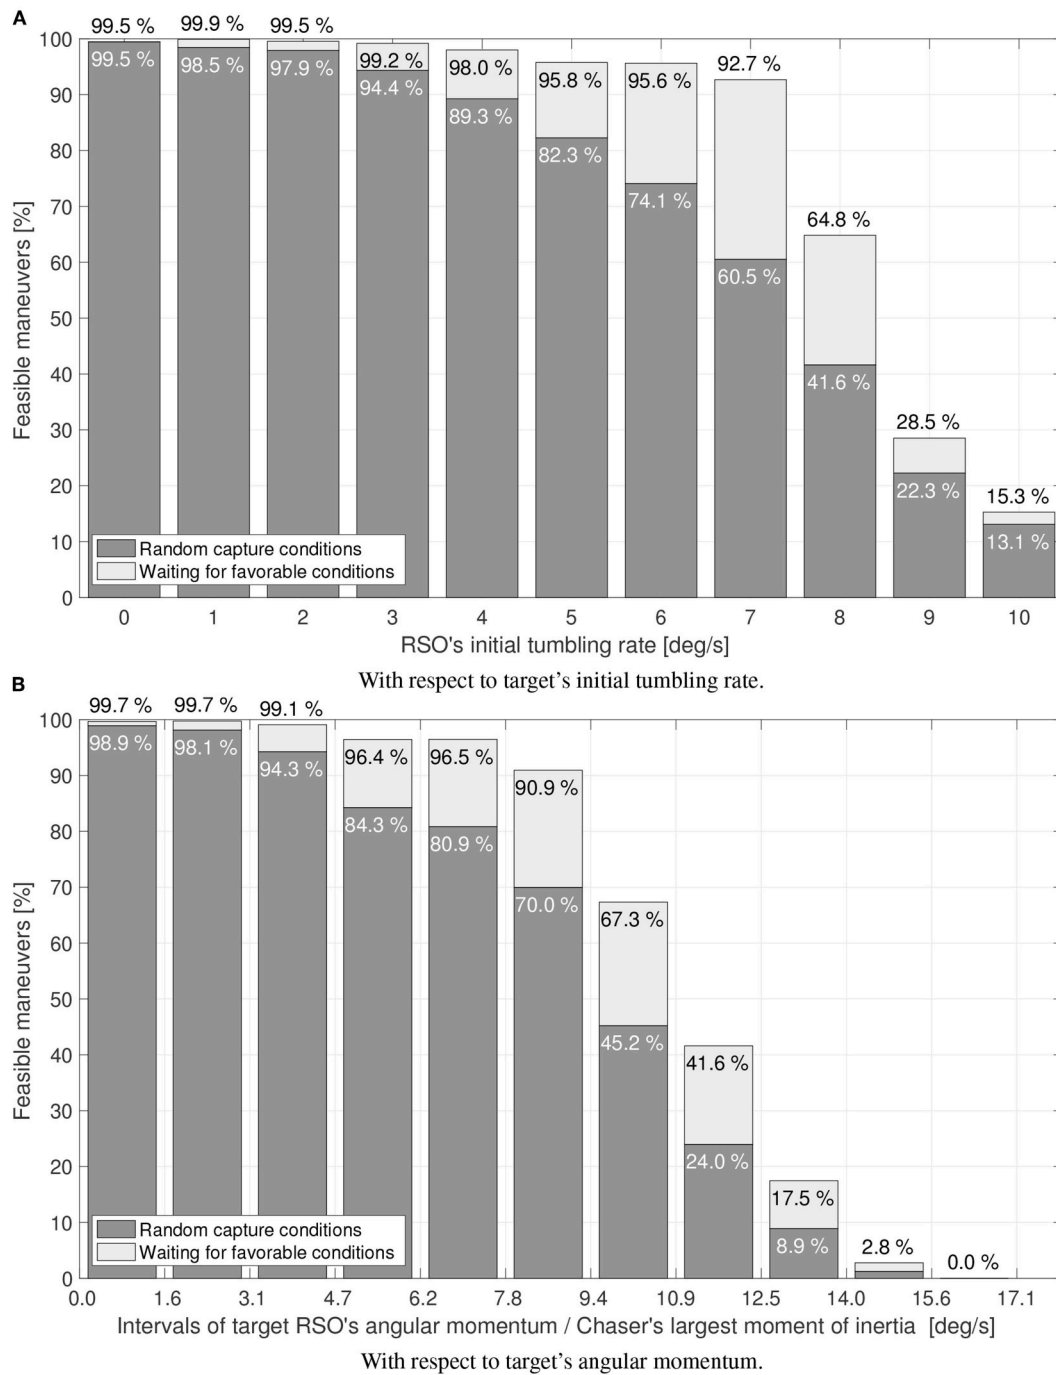 A
99.5 % 99.9 % 99.5 % 99.2 % 98.0 % 95.8 % 95.6 % 92.7 % 64.8 % 28.5 % 15.3 %
99.5 % 98.5 % 97.9 % 94.4 % 89.3 % 82.3 % 74.1 % 60.5 % 41.6 % 22.3 % 13.1 %
100
90
80
70
60
50
40
30
20
10
0
Feasible maneuvers [%]
Random capture conditions
Waiting for favorable conditions
0 1 2 3 4 5 6 7 8 9 10
RSO's initial tumbling rate [deg/s]
With respect to target's initial tumbling rate.
B
99.7 % 99.7 % 99.1 % 96.4 % 96.5 % 90.9 % 67.3 % 41.6 % 17.5 % 2.8 % 0.0 %
98.9 % 98.1 % 94.3 % 84.3 % 80.9 % 70.0 % 45.2 % 24.0 % 8.9 %
100
90
80
70
60
50
40
30
20
10
0
Feasible maneuvers [%]
Random capture conditions
Waiting for favorable conditions
0.0 1.6 3.1 4.7 6.2 7.8 9.4 10.9 12.5 14.0 15.6 17.1
Intervals of target RSO's angular momentum / Chaser's largest moment of inertia [deg/s]
With respect to target's angular momentum.